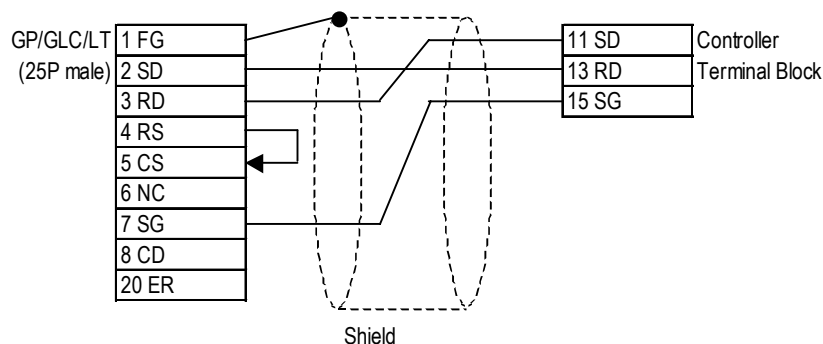 GP/GLC/LT
(25P male)
1 FG
2 SD
3 RD
4 RS
5 CS
6 NC
7 SG
8 CD
20 ER
11 SD
13 RD
15 SG
Controller
Terminal Block
Shield